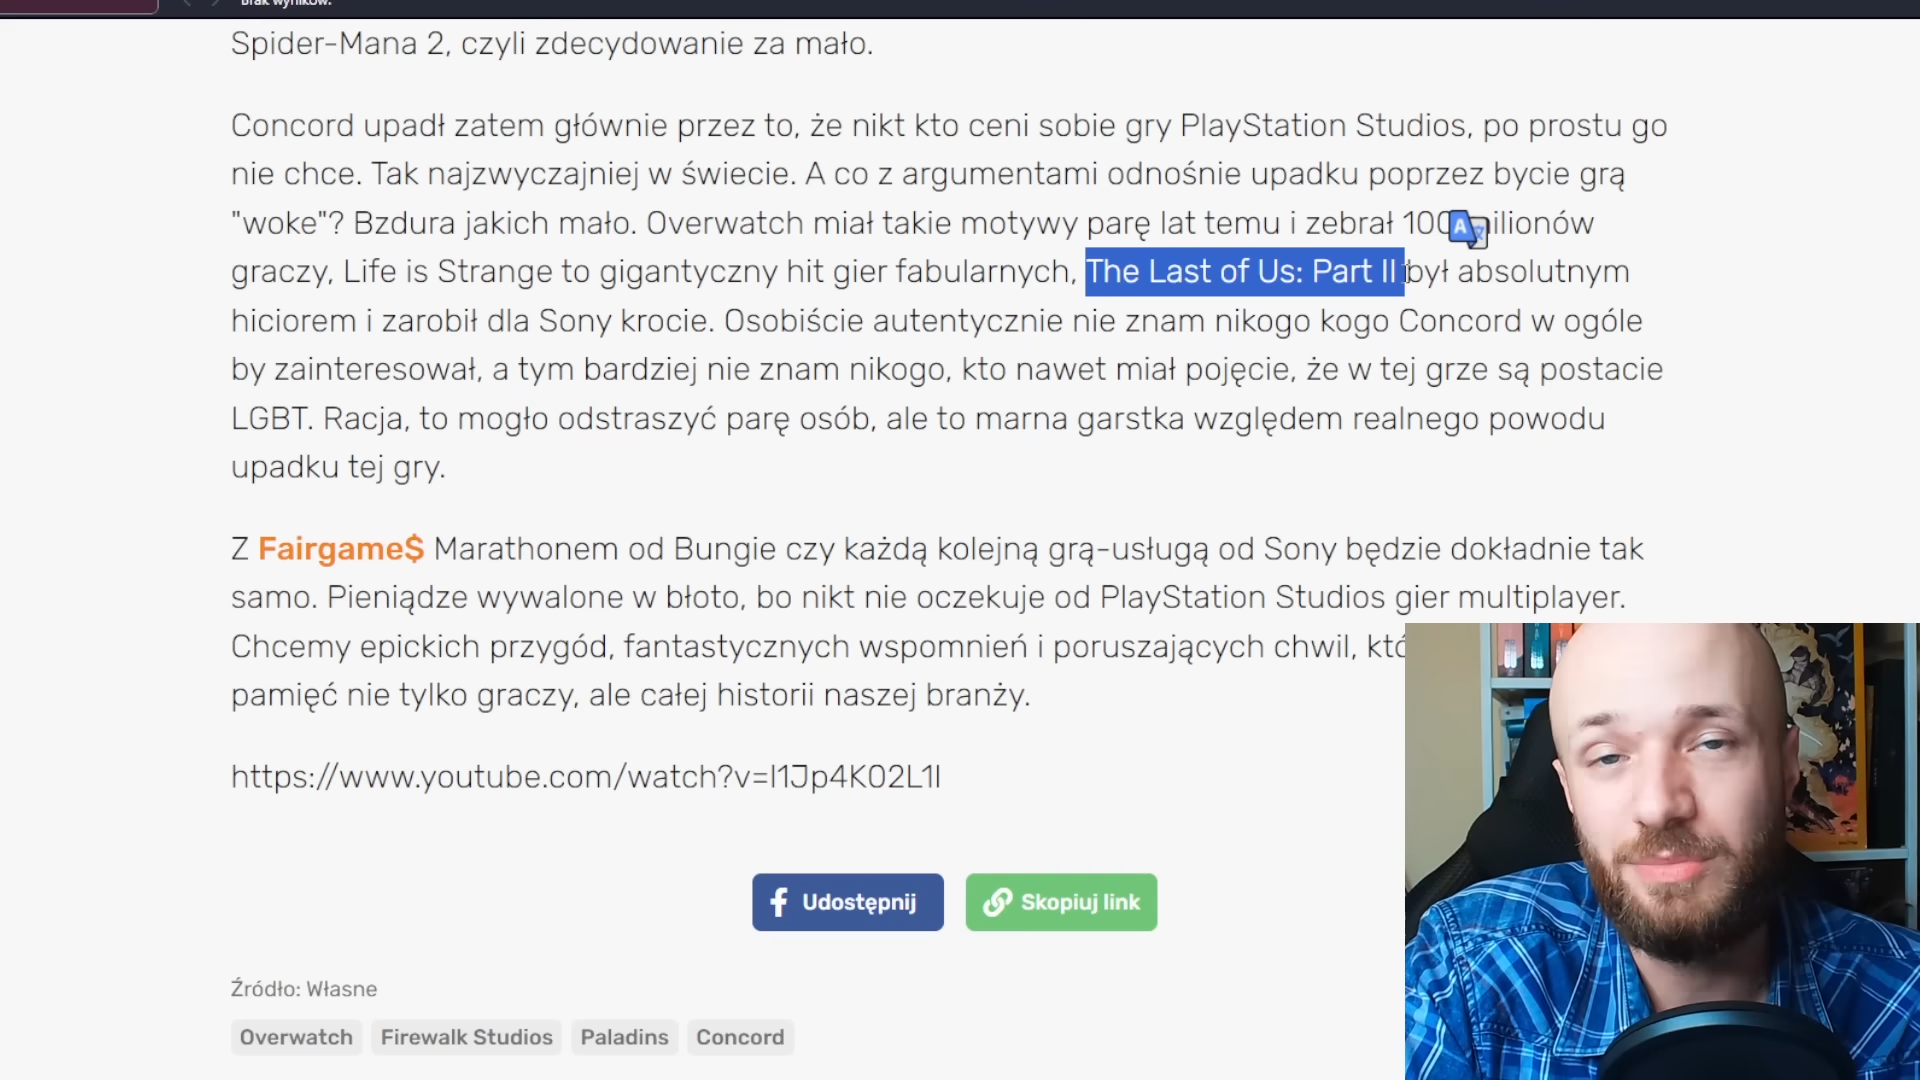 Brak wyników.
Spider-Mana 2, czyli zdecydowanie za mało.
Concord upadł zatem głównie przez to, że nikt kto ceni sobie gry PlayStation Studios, po prostu go
nie chce. Tak najzwyczajniej w świecie. A co z argumentami odnośnie upadku poprzez bycie grą
"woke"? Bzdura jakich mało. Overwatch miał takie motywy parę lat temu i zebrał 100 milionów
graczy, Life is Strange to gigantyczny hit gier fabularnych, The Last of Us: Part II był absolutnym
hiciorem i zarobił dla Sony krocie. Osobiście autentycznie nie znam nikogo kogo Concord w ogóle
by zainteresował, a tym bardziej nie znam nikogo, kto nawet miał pojęcie, że w tej grze są postacie
LGBT. Racja, to mogło odstraszyć parę osób, ale to marna garstka względem realnego powodu
upadku tej gry.
Z Fairgame$ Marathonem od Bungie czy każdą kolejną grą-usługą od Sony będzie dokładnie tak
samo. Pieniądze wywalone w błoto, bo nikt nie oczekuje od PlayStation Studios gier multiplayer.
Chcemy epickich przygód, fantastycznych wspomnień i poruszających chwil,
pamięć nie tylko graczy, ale całej historii naszej branży.
https://www.youtube.com/watch?v=I1Jp4K02L1I
Udostępnij
Skopiuj link
Źródło: Własne
Overwatch Firewalk Studios Paladins Concord